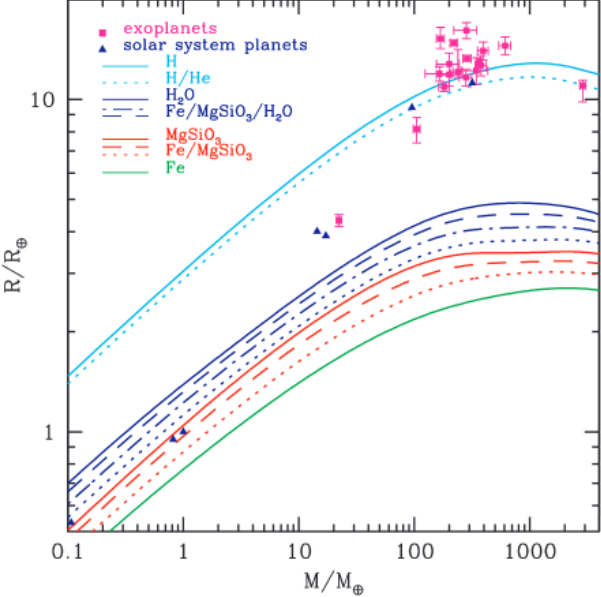 exoplanets
solar system planets
H
H/He
H₂O
Fe/MgSiO₃/H₂O
MgSiO₃
Fe/MgSiO₃
Fe
10
1
R/R⊕
0.1
1
10
100
1000
M/M⊕